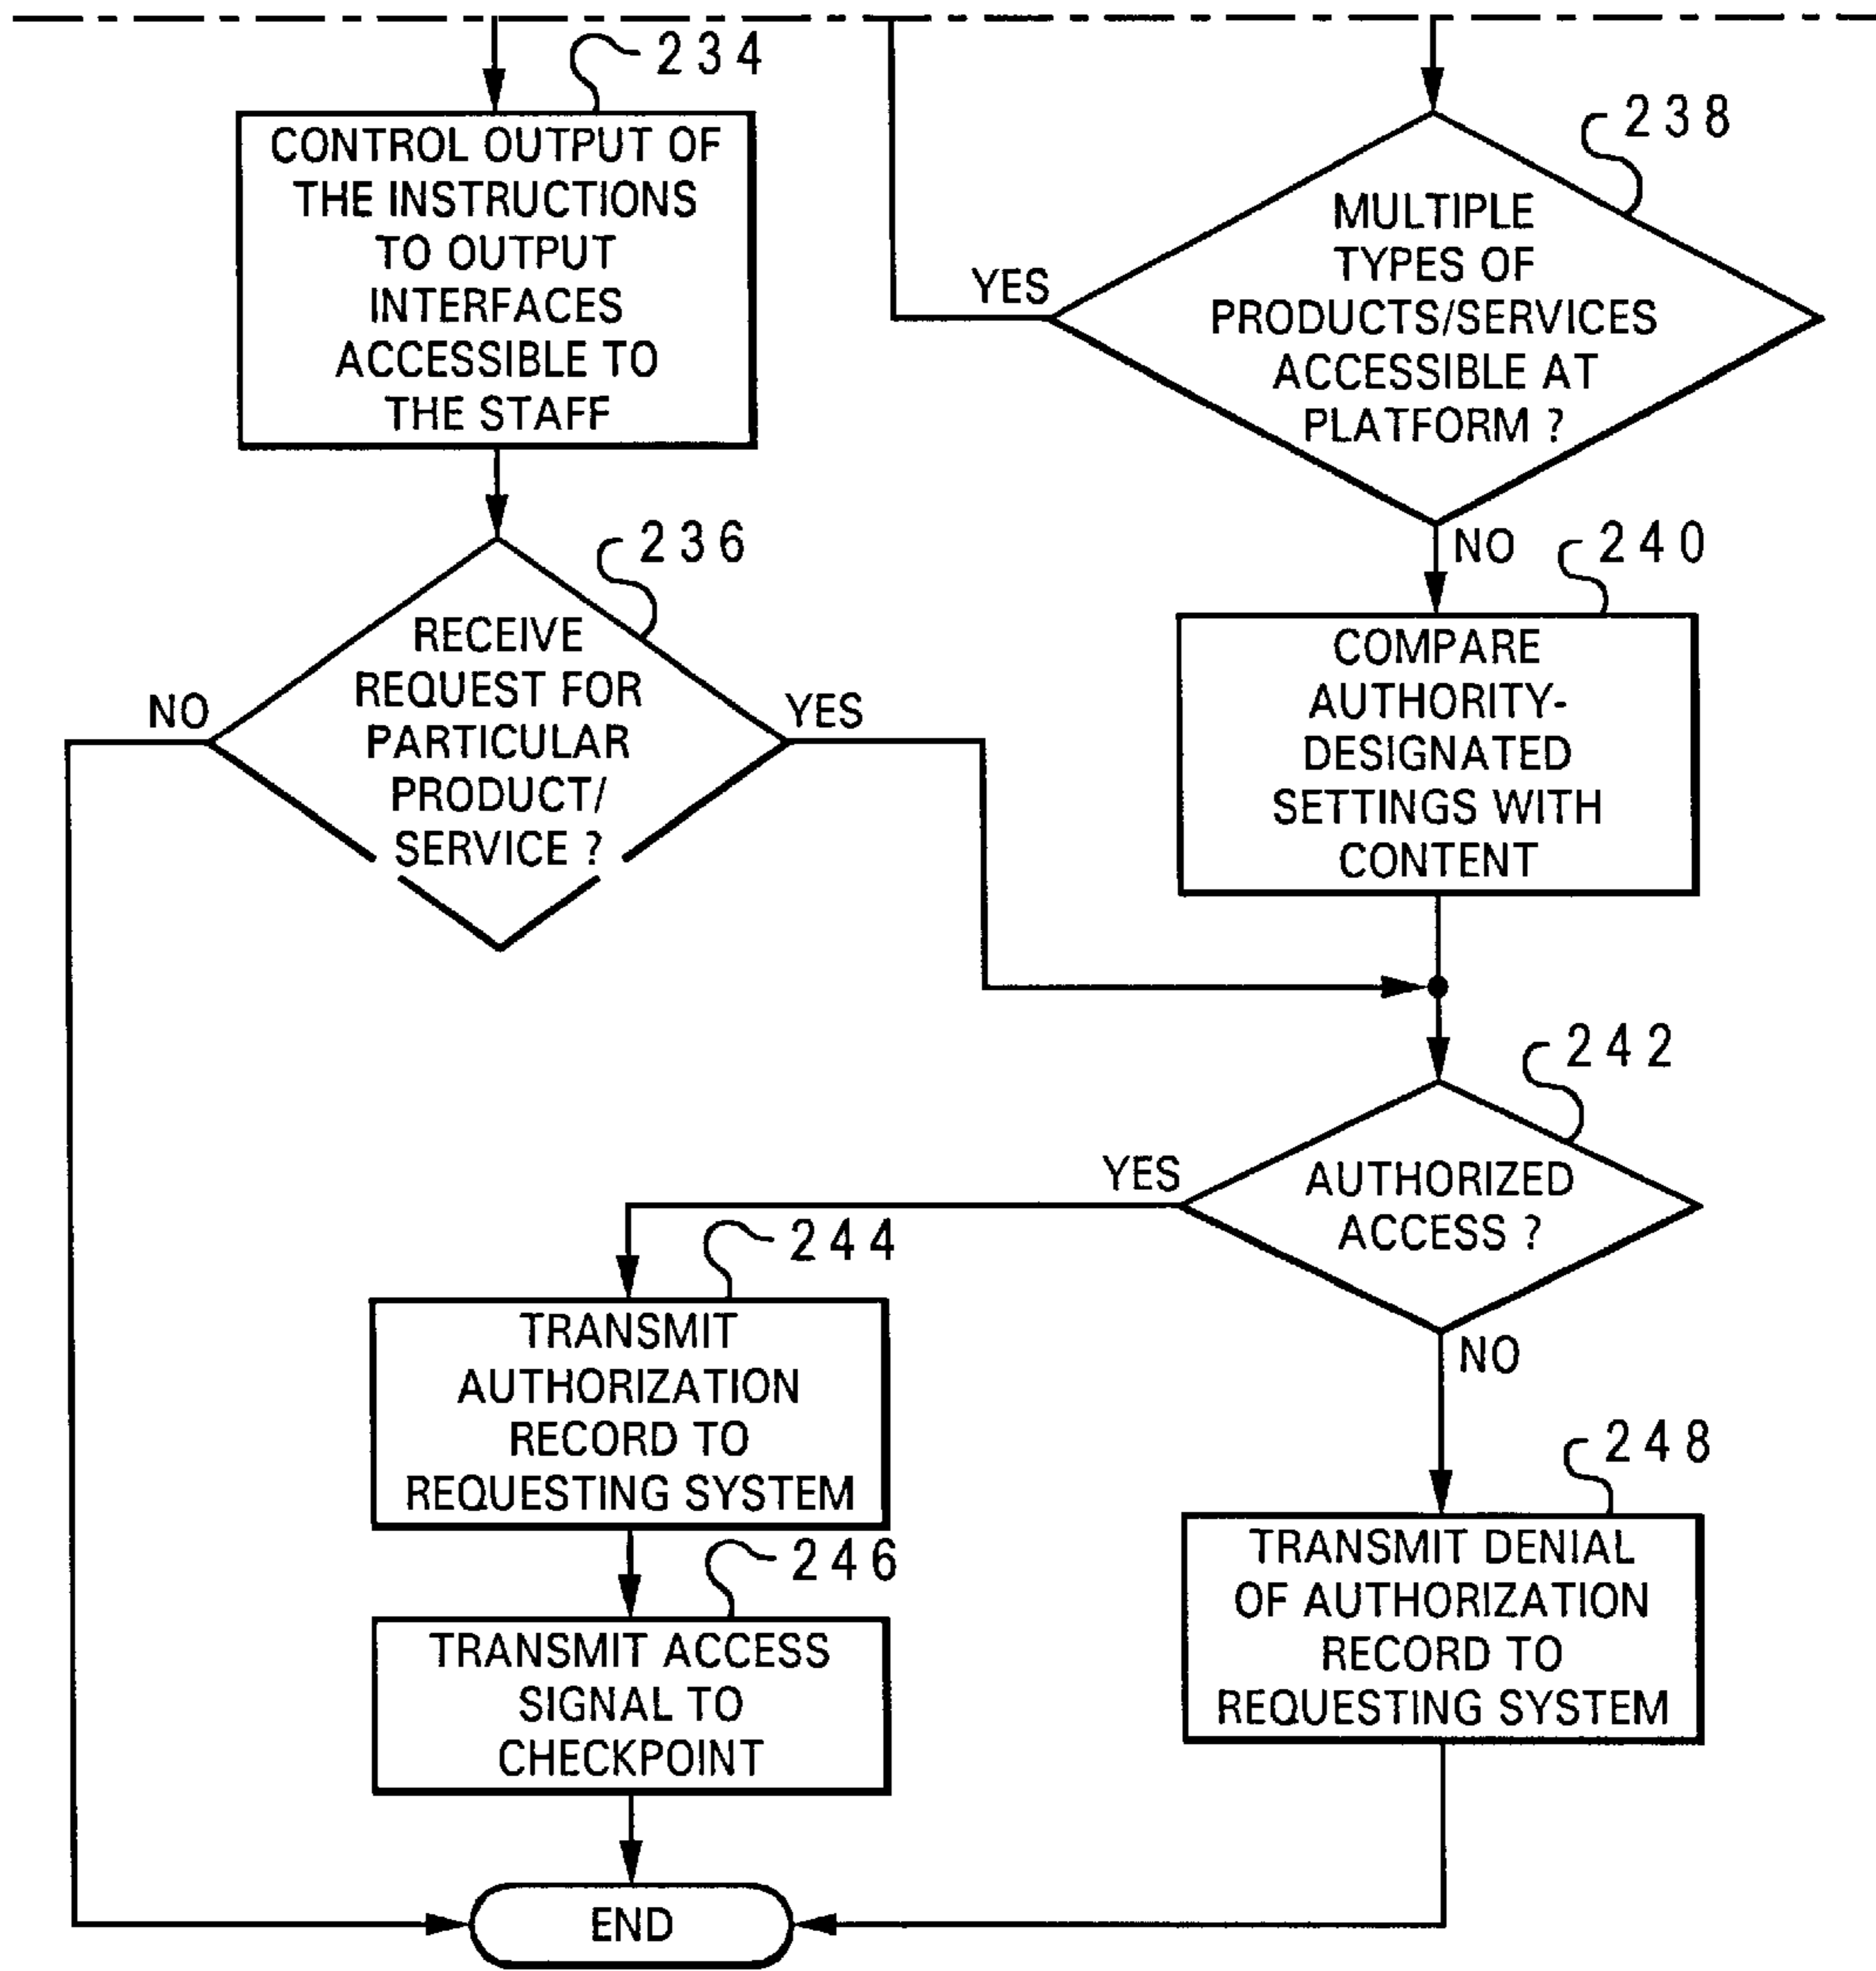 234
CONTROL OUTPUT OF
THE INSTRUCTIONS
TO OUTPUT
INTERFACES
ACCESSIBLE TO
THE STAFF
238
MULTIPLE
TYPES OF
PRODUCTS/SERVICES
ACCESSIBLE AT
PLATFORM ?
YES
NO
236
RECEIVE
REQUEST FOR
PARTICULAR
PRODUCT/
SERVICE ?
NO
YES
240
COMPARE
AUTHORITY-
DESIGNATED
SETTINGS WITH
CONTENT
242
AUTHORIZED
ACCESS ?
YES
NO
244
TRANSMIT
AUTHORIZATION
RECORD TO
REQUESTING SYSTEM
246
TRANSMIT ACCESS
SIGNAL TO
CHECKPOINT
248
TRANSMIT DENIAL
OF AUTHORIZATION
RECORD TO
REQUESTING SYSTEM
END